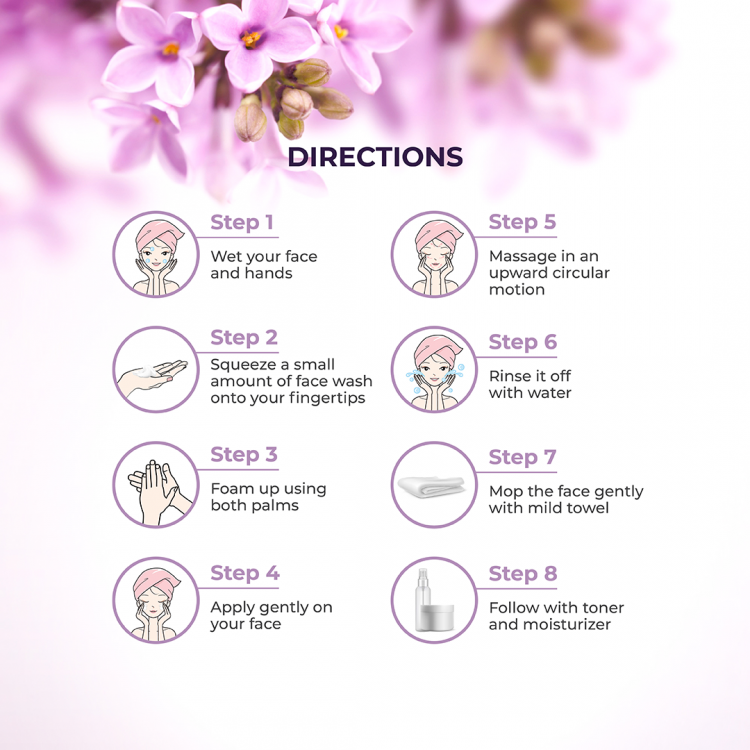 DIRECTIONS
Step 1
Wet your face
and hands
Step 2
Squeeze a small
amount of face wash
onto your fingertips
Step 3
Foam up using
both palms
Step 4
Apply gently on
your face
Step 5
Massage in an
upward circular
motion
Step 6
Rinse it off
with water
Step 7
Mop the face gently
with mild towel
Step 8
Follow with toner
and moisturizer